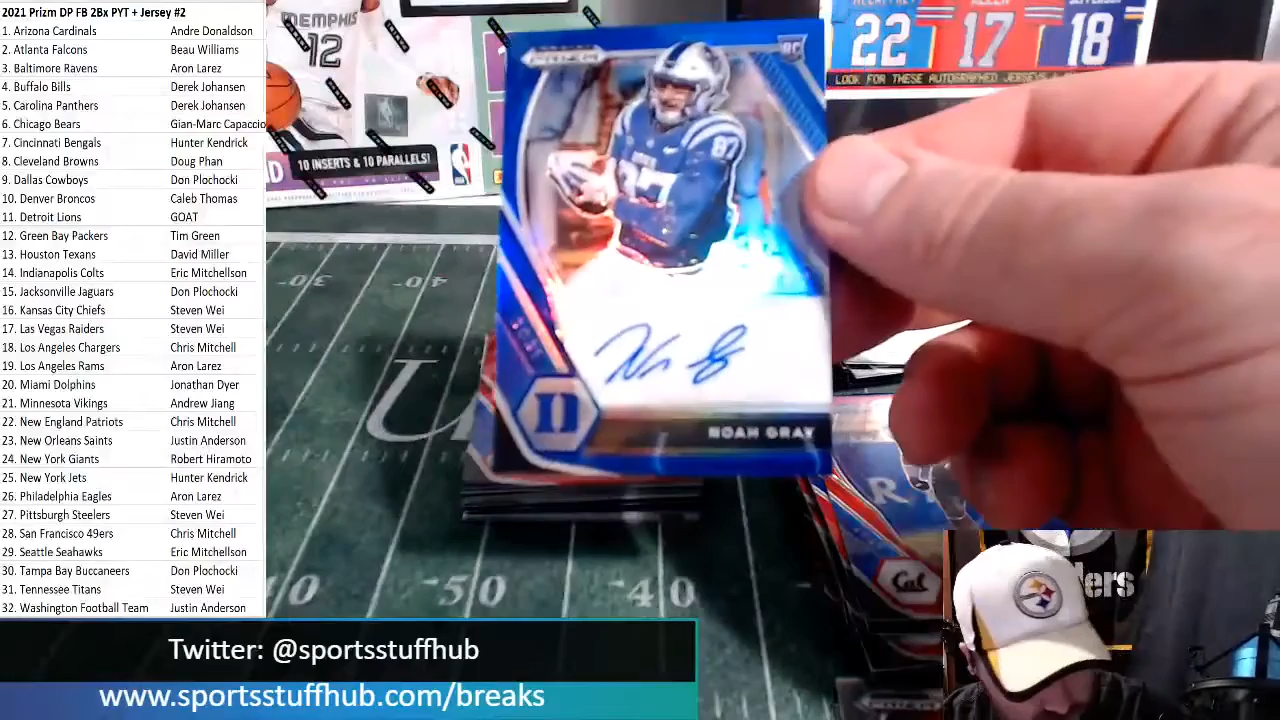 2021 Prizm DP FB 2Bx PYT + Jersey #2
1. Arizona Cardinals Andre Donaldson
2. Atlanta Falcons Beau Williams
3. Baltimore Ravens Aron Larez
4. Buffalo Bills Derek Johansen
5. Carolina Panthers Derek Johansen
6. Chicago Bears Gian-Marc Capaccio
7. Cincinnati Bengals Hunter Kendrick
8. Cleveland Browns Doug Phan
9. Dallas Cowboys Don Plochocki
10. Denver Broncos Caleb Thomas
11. Detroit Lions GOAT
12. Green Bay Packers Tim Green
13. Houston Texans David Miller
14. Indianapolis Colts Eric Mitchellson
15. Jacksonville Jaguars Don Plochocki
16. Kansas City Chiefs Steven Wei
17. Las Vegas Raiders Steven Wei
18. Los Angeles Chargers Chris Mitchell
19. Los Angeles Rams Aron Larez
20. Miami Dolphins Nathan Dyer
21. Minnesota Vikings Andrew Jiang
22. New England Patriots Chris Mitchell
23. New Orleans Saints Justin Anderson
24. New York Giants Robert Hiramoto
25. New York Jets Hunter Kendrick
26. Philadelphia Eagles Aron Larez
27. Pittsburgh Steelers Steven Wei
28. San Francisco 49ers Chris Mitchell
29. Seattle Seahawks Eric Mitchellson
30. Tampa Bay Buccaneers Don Plochocki
31. Tennessee Titans Steven Wei
32. Washington Football Team Justin Anderson
MEMPHIS
12
10 INSERTS & 10 PARALLELS!
NBA
PRIZM
RC
87
87
NOAH GRAY
22
17
18
LOOK FOR THESE AUTOGRAPHED JERSEYS
30
40
50
40
R
Cal
Twitter: @sportsstuffhub
www.sportsstuffhub.com/breaks